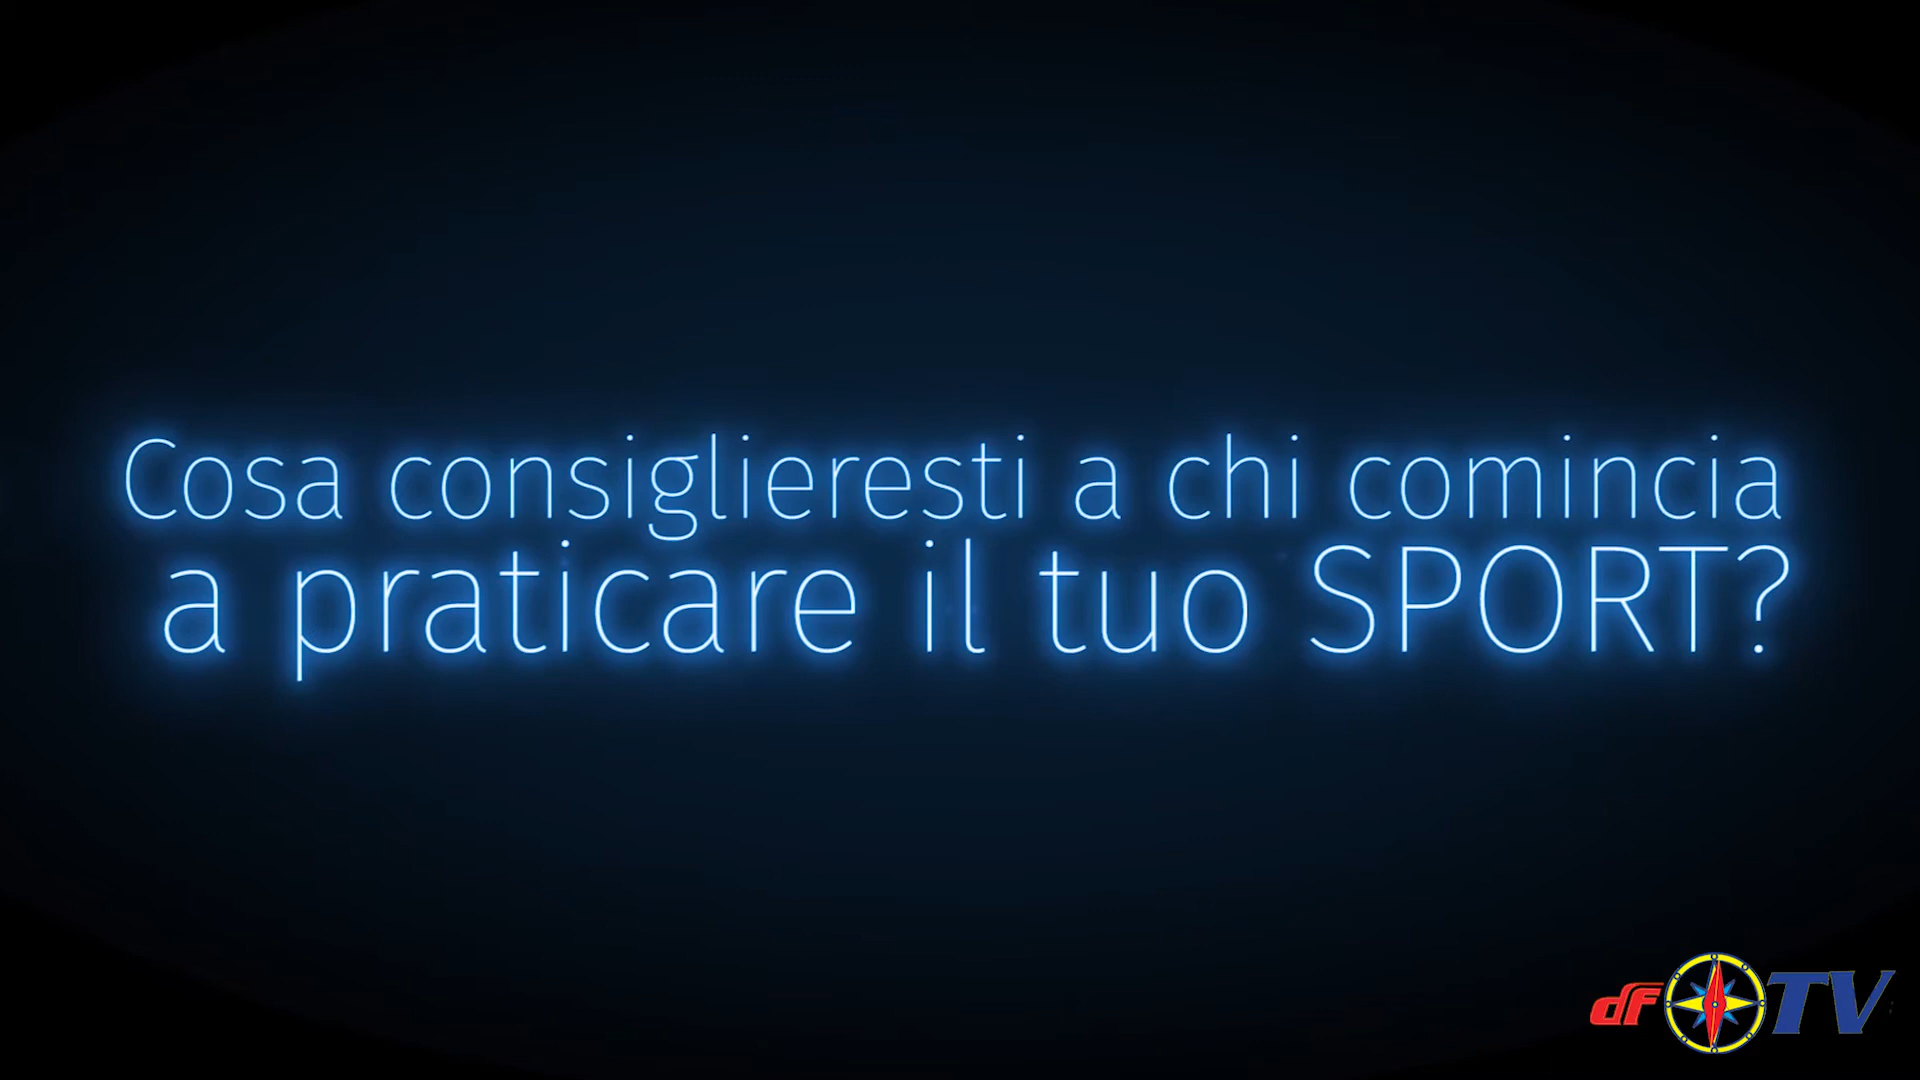 Cosa consiglieresti a chi comincia
a praticare il tuo SPORT?
dF TV